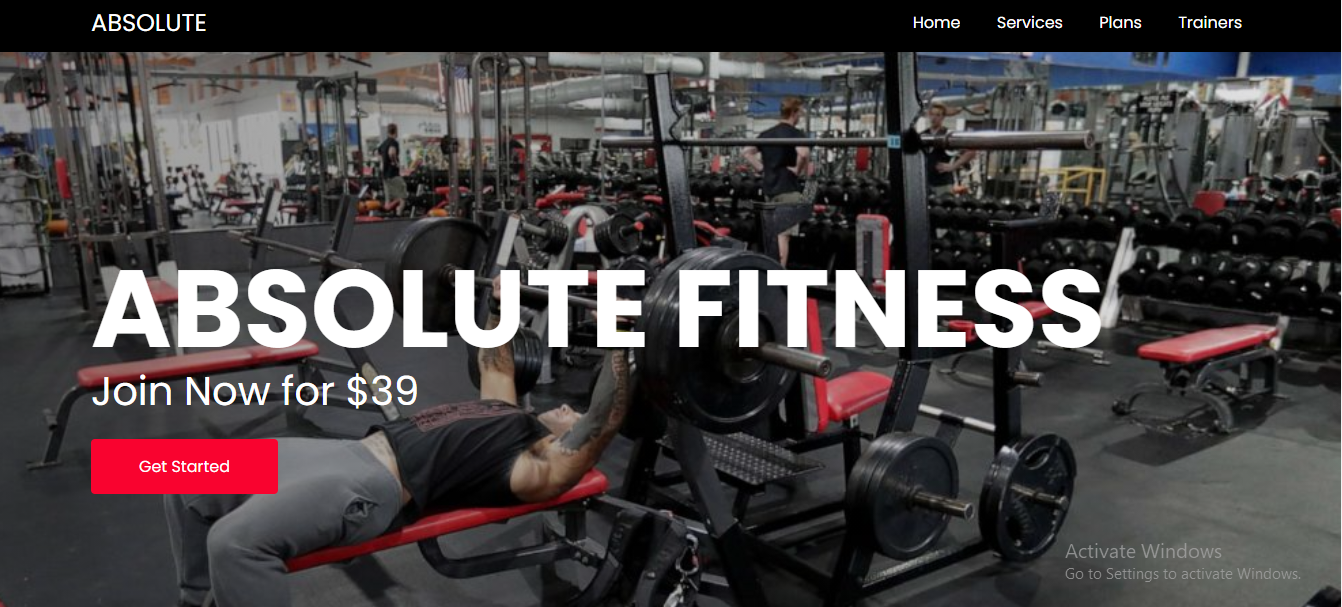 ABSOLUTE
Home Services Plans Trainers
ABSOLUTE FITNESS
Join Now for $39
Get Started
Activate Windows
Go to Settings to activate Windows.